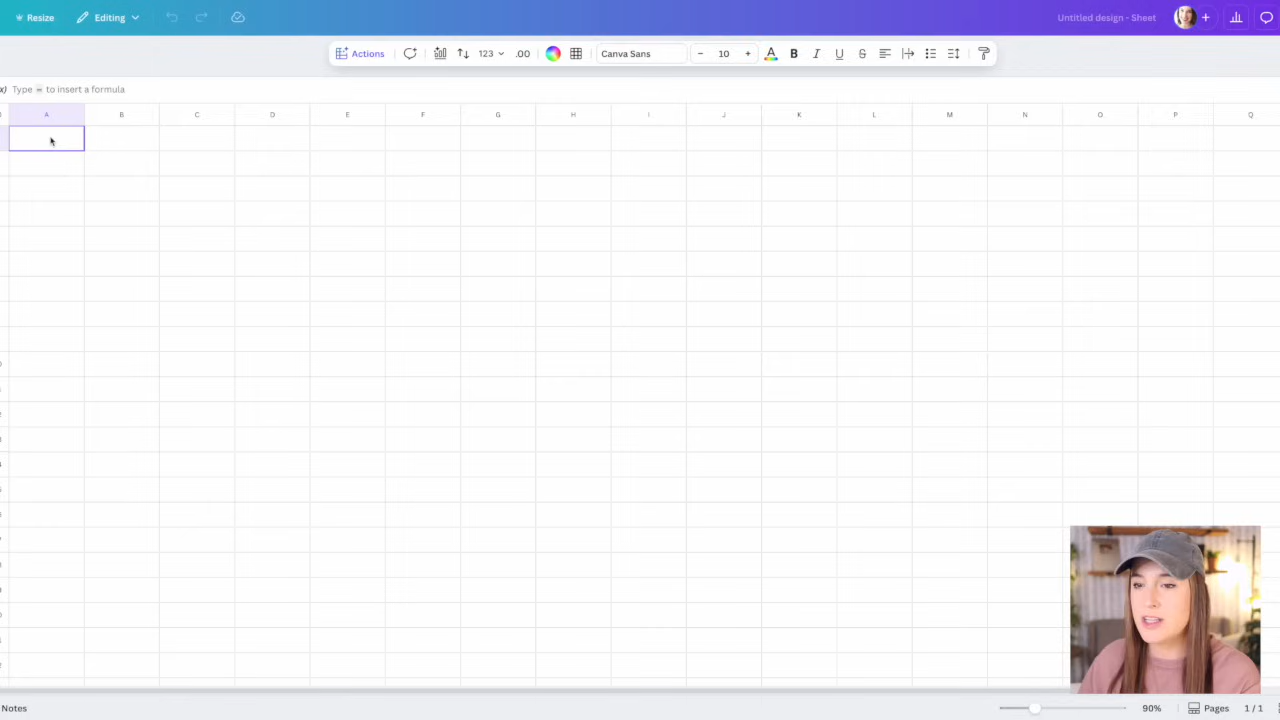 Resize Editing Untitled design - Sheet
Actions 123 .00 Canva Sans − 10 + A B I U S
Type = to insert a formula
A B C D E F G H I J K L M N O P Q
Notes 90% Pages 1 / 1